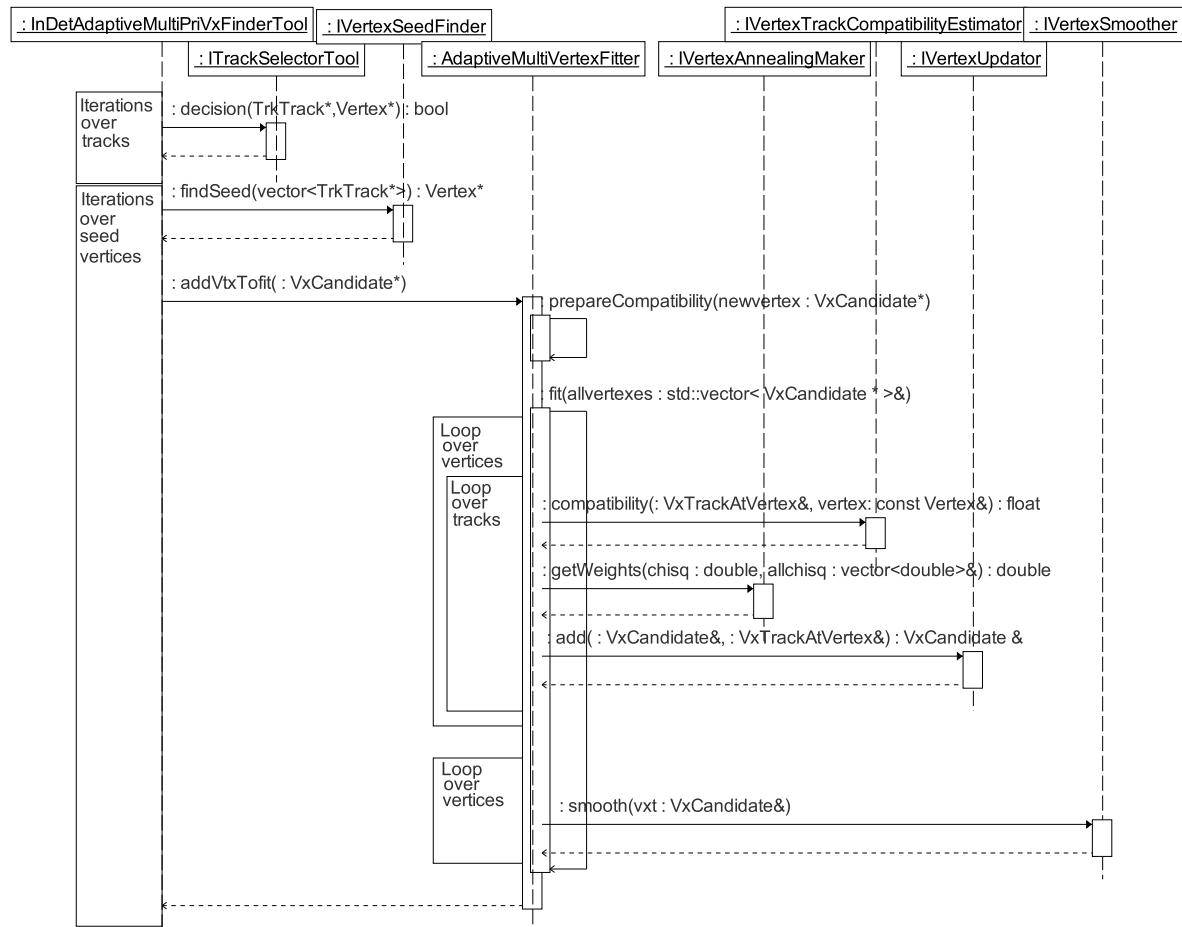 : InDetAdaptiveMultiPriVxFinderTool
: IVertexSeedFinder
: IVertexTrackCompatibilityEstimator
: IVertexSmoother
: ITrackSelectorTool
: AdaptiveMultiVertexFitter
: IVertexAnnealingMaker
: IVertexUpdator
Iterations
over
tracks
: decision(TrkTrack*,Vertex*) : bool
Iterations
over
seed
vertices
: findSeed(vector<TrkTrack*>) : Vertex*
: addVtxTofit( : VxCandidate*)
: prepareCompatibility(newvertex : VxCandidate*)
: fit(allvertexes : std::vector< VxCandidate * >&)
Loop
over
vertices
Loop
over
tracks
: compatibility(: VxTrackAtVertex&, vertex: const Vertex&) : float
: getWeights(chisq : double, allchisq : vector<double>&) : double
: add( : VxCandidate&, : VxTrackAtVertex&) : VxCandidate &
Loop
over
vertices
: smooth(vxt : VxCandidate&)